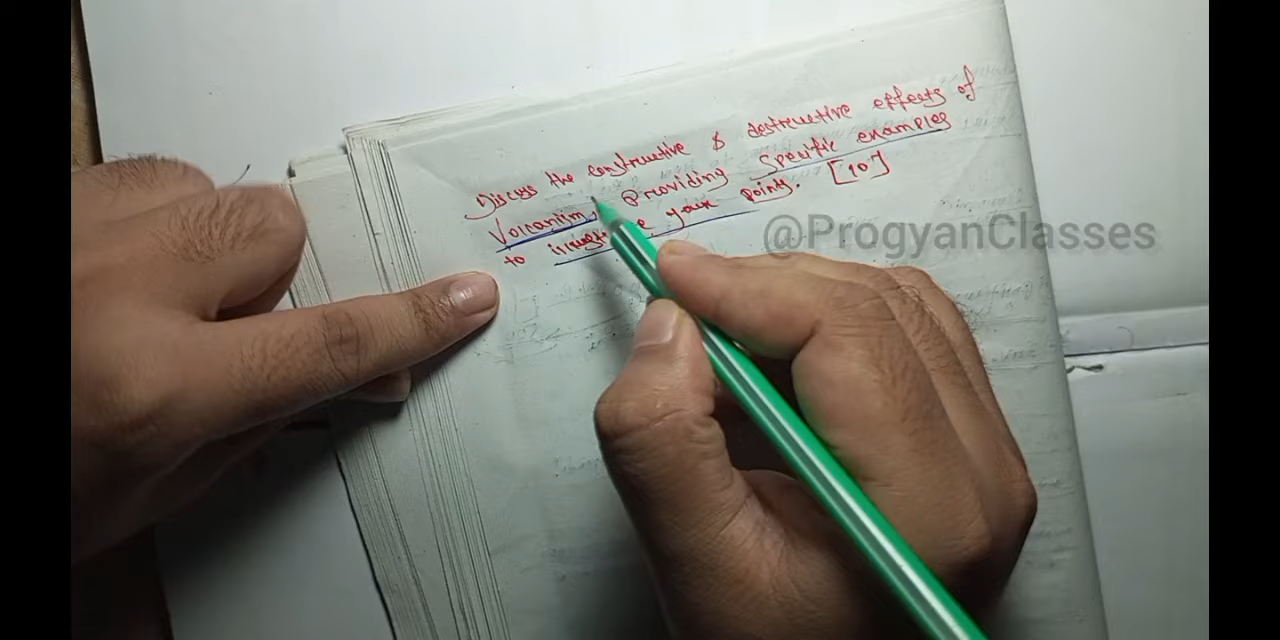 Discuss the constructive & destructive effects of
Volcanism, Providing Specific examples
to your points. [10]
@ProgyanClasses